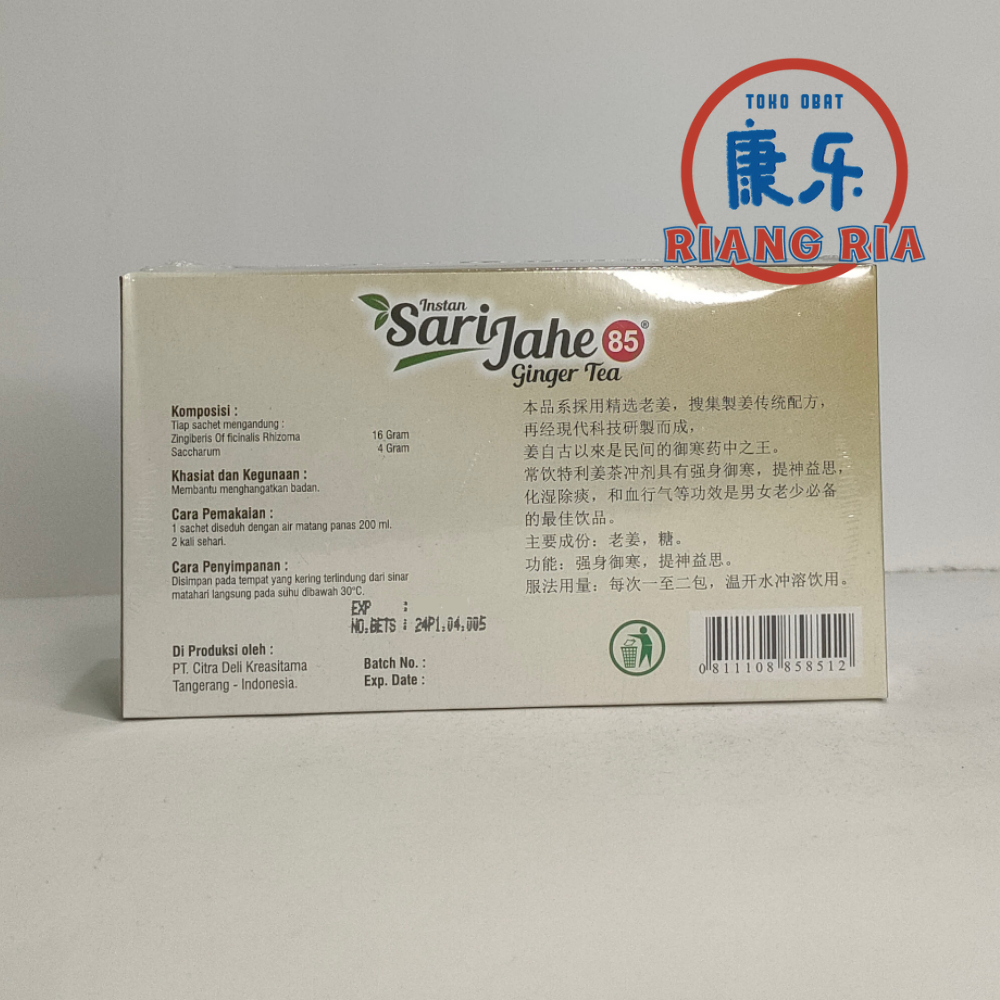 TOKO OBAT
康乐
RIANG RIA
Instan
Sari Jahe 85®
Ginger Tea
Komposisi :
Tiap sachet mengandung :
Zingiberis Of ficinalis Rhizoma 16 Gram
Saccharum 4 Gram
Khasiat dan Kegunaan :
Membantu menghangatkan badan.
Cara Pemakaian :
1 sachet diseduh dengan air matang panas 200 ml.
2 kali sehari.
Cara Penyimpanan :
Disimpan pada tempat yang kering terlindung dari sinar
matahari langsung pada suhu dibawah 30°C.
EXP :
NO.BETS : 24P1.04.005
Di Produksi oleh :
PT. Citra Deli Kreasitama
Tangerang - Indonesia.
Batch No. :
Exp. Date :
本品系採用精选老姜，搜集製姜传统配方，
再经現代科技研製而成，
姜自古以來是民间的御寒药中之王。
常饮特利姜茶冲剂具有强身御寒，提神益思，
化湿除痰，和血行气等功效是男女老少必备
的最佳饮品。
主要成份：老姜，糖。
功能：强身御寒，提神益思。
服法用量：每次一至二包，温开水冲溶饮用。
0811108858512